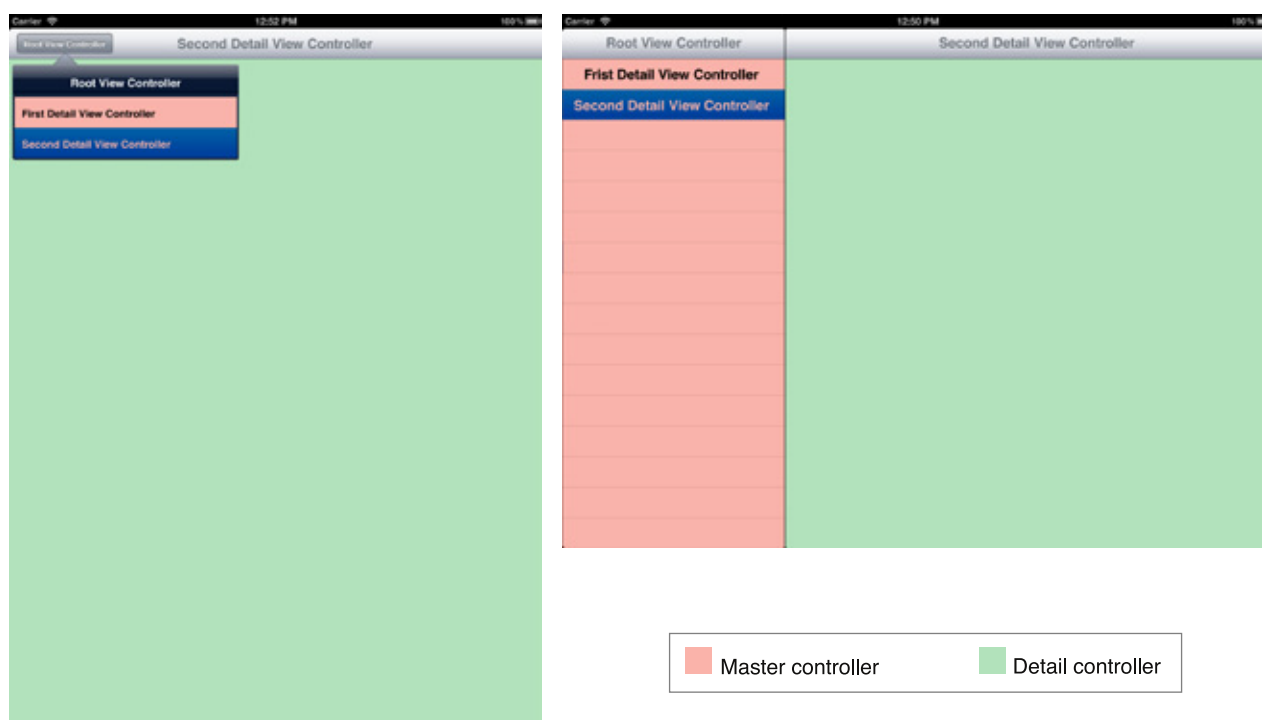 Carrier 12:52 PM 100%
Root View Controller Second Detail View Controller
Root View Controller
First Detail View Controller
Second Detail View Controller
Carrier 12:50 PM 100%
Root View Controller Second Detail View Controller
Frist Detail View Controller
Second Detail View Controller
Master controller Detail controller